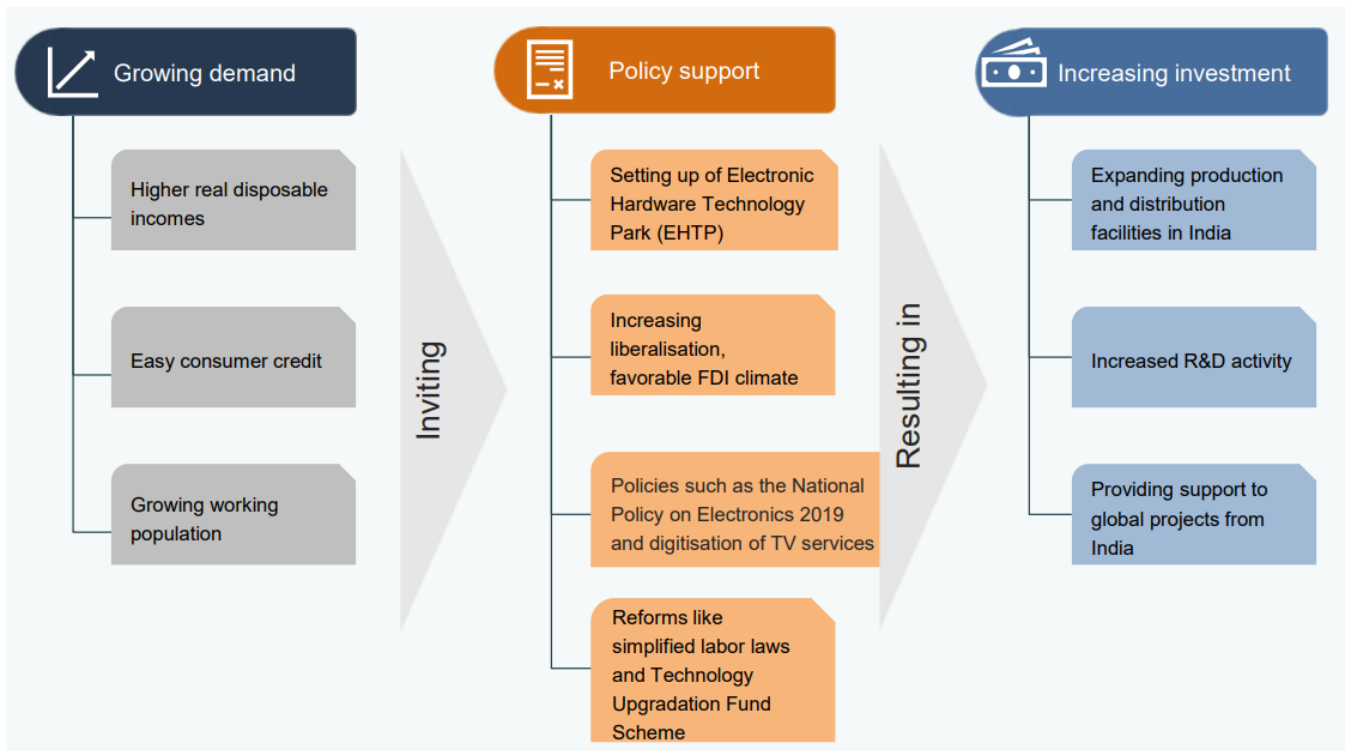 Growing demand
Higher real disposable
incomes
Easy consumer credit
Growing working
population
Inviting
Policy support
Setting up of Electronic
Hardware Technology
Park (EHTP)
Increasing
liberalisation,
favorable FDI climate
Policies such as the National
Policy on Electronics 2019
and digitisation of TV services
Reforms like
simplified labor laws
and Technology
Upgradation Fund
Scheme
Resulting in
Increasing investment
Expanding production
and distribution
facilities in India
Increased R&D activity
Providing support to
global projects from
India